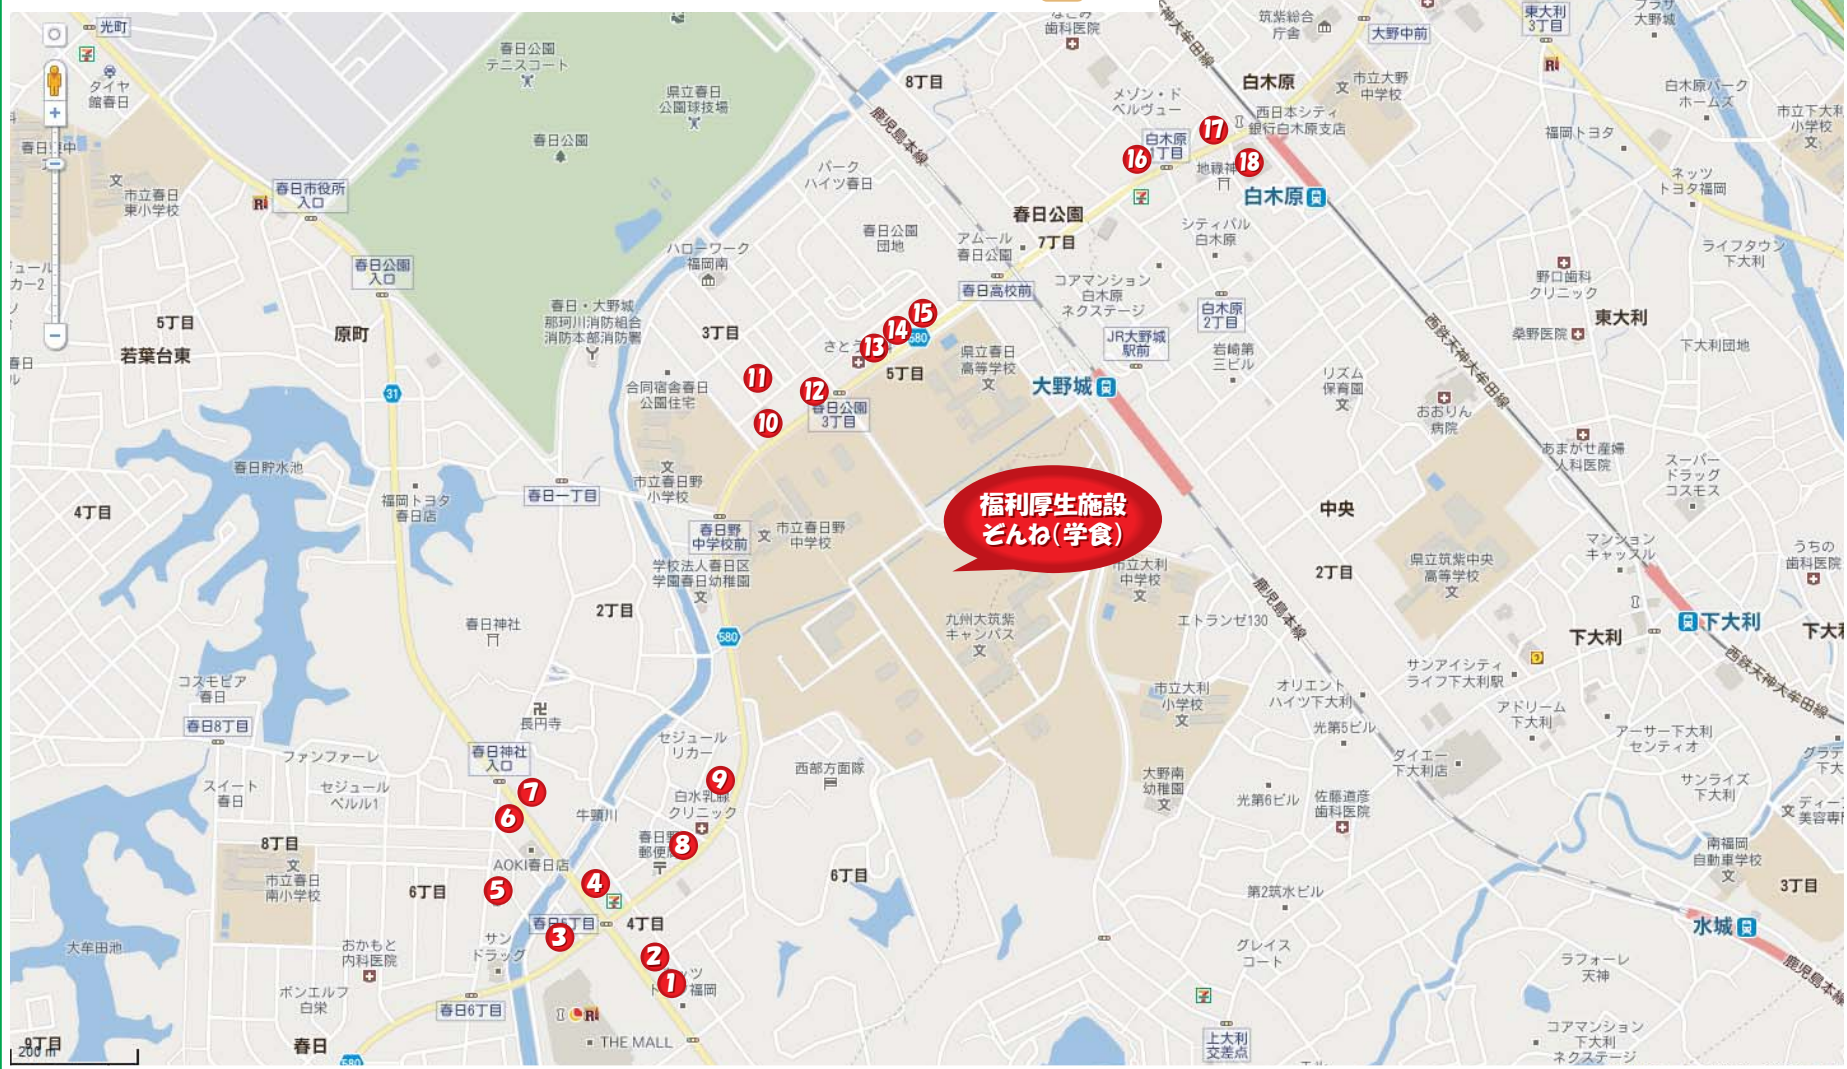 光町
タイヤ
館春日
市立春日
東小学校
春日市役所
入口
春日公園
入口
5丁目
若葉台東
原町
31
春日公園
テニスコート
県立春日
公園球技場
春日公園
8丁目
鹿児島本線
パーク
ハイツ春日
春日公園
団地
ハローワーク
福岡南
春日・大野城
那珂川消防組合
消防本部消防署
3丁目
合同宿舎春日
公園住宅
歯科医院
西鉄天神大牟田線
筑紫総合
庁舎
大野中前
東大利
3丁目
大野城
白木原
市立大野
中学校
メゾン・ド
ベルヴュー
西日本シティ
銀行白木原支店
白木原
1丁目
16
17
18
白木原
福岡トヨタ
白木原パーク
ホームズ
市立下大利
小学校
ネッツ
トヨタ福岡
ライフタウン
下大利
春日公園
7丁目
アムール
春日公園
シティパル
白木原
コアマンション
白木原
ネクステージ
春日高校前
白木原
2丁目
野口歯科
クリニック
東大利
桑野医院
下大利団地
JR大野城
駅前
岩崎第
三ビル
リズム
保育園
おおりん
病院
あまがせ産婦
人科医院
スーパー
ドラッグ
コスモス
15
14
13
580
5丁目
県立春日
高等学校
大野城
11
12
10
春日公園
3丁目
春日貯水池
4丁目
福岡トヨタ
春日店
春日一丁目
市立春日野
小学校
春日野
中学校前
市立春日野
中学校
学校法人春日区
学園春日幼稚園
福利厚生施設
ぞんね(学食)
市立大利
中学校
中央
2丁目
県立筑紫中央
高等学校
マンション
キャッスル
うちの
歯科医院
下大利
下大利
エトランゼ130
鹿児島本線
九州大筑紫
キャンパス
580
2丁目
春日神社
コスモピア
春日
春日8丁目
長円寺
セジュール
リカー
市立大利
小学校
オリエント
ハイツ下大利
サンアイシティ
ライフ下大利駅
アドリーム
下大利
西鉄天神大牟田線
アーサー下大利
センティオ
光第5ビル
ダイエー
下大利店
サンライズ
下大利
ファンファーレ
春日神社
入口
スイート
春日
セジュール
ベルル1
7
6
牛頸川
9
白水乳腺
クリニック
西部方面隊
大野南
幼稚園
光第6ビル
佐藤道彦
歯科医院
南福岡
自動車学校
3丁目
8丁目
市立春日
南小学校
AOKI春日店
8
6丁目
6丁目
5
4
3
4丁目
第2筑水ビル
大牟田池
おかもと
内科医院
サン
ドラッグ
2
1
福岡
グレイス
コート
水城
ラフォーレ
天神
鹿児島本線
ボンエルフ
白栄
春日6丁目
THE MALL
春日
580
上大利
交差点
コアマンション
下大利
ネクステージ
200 m